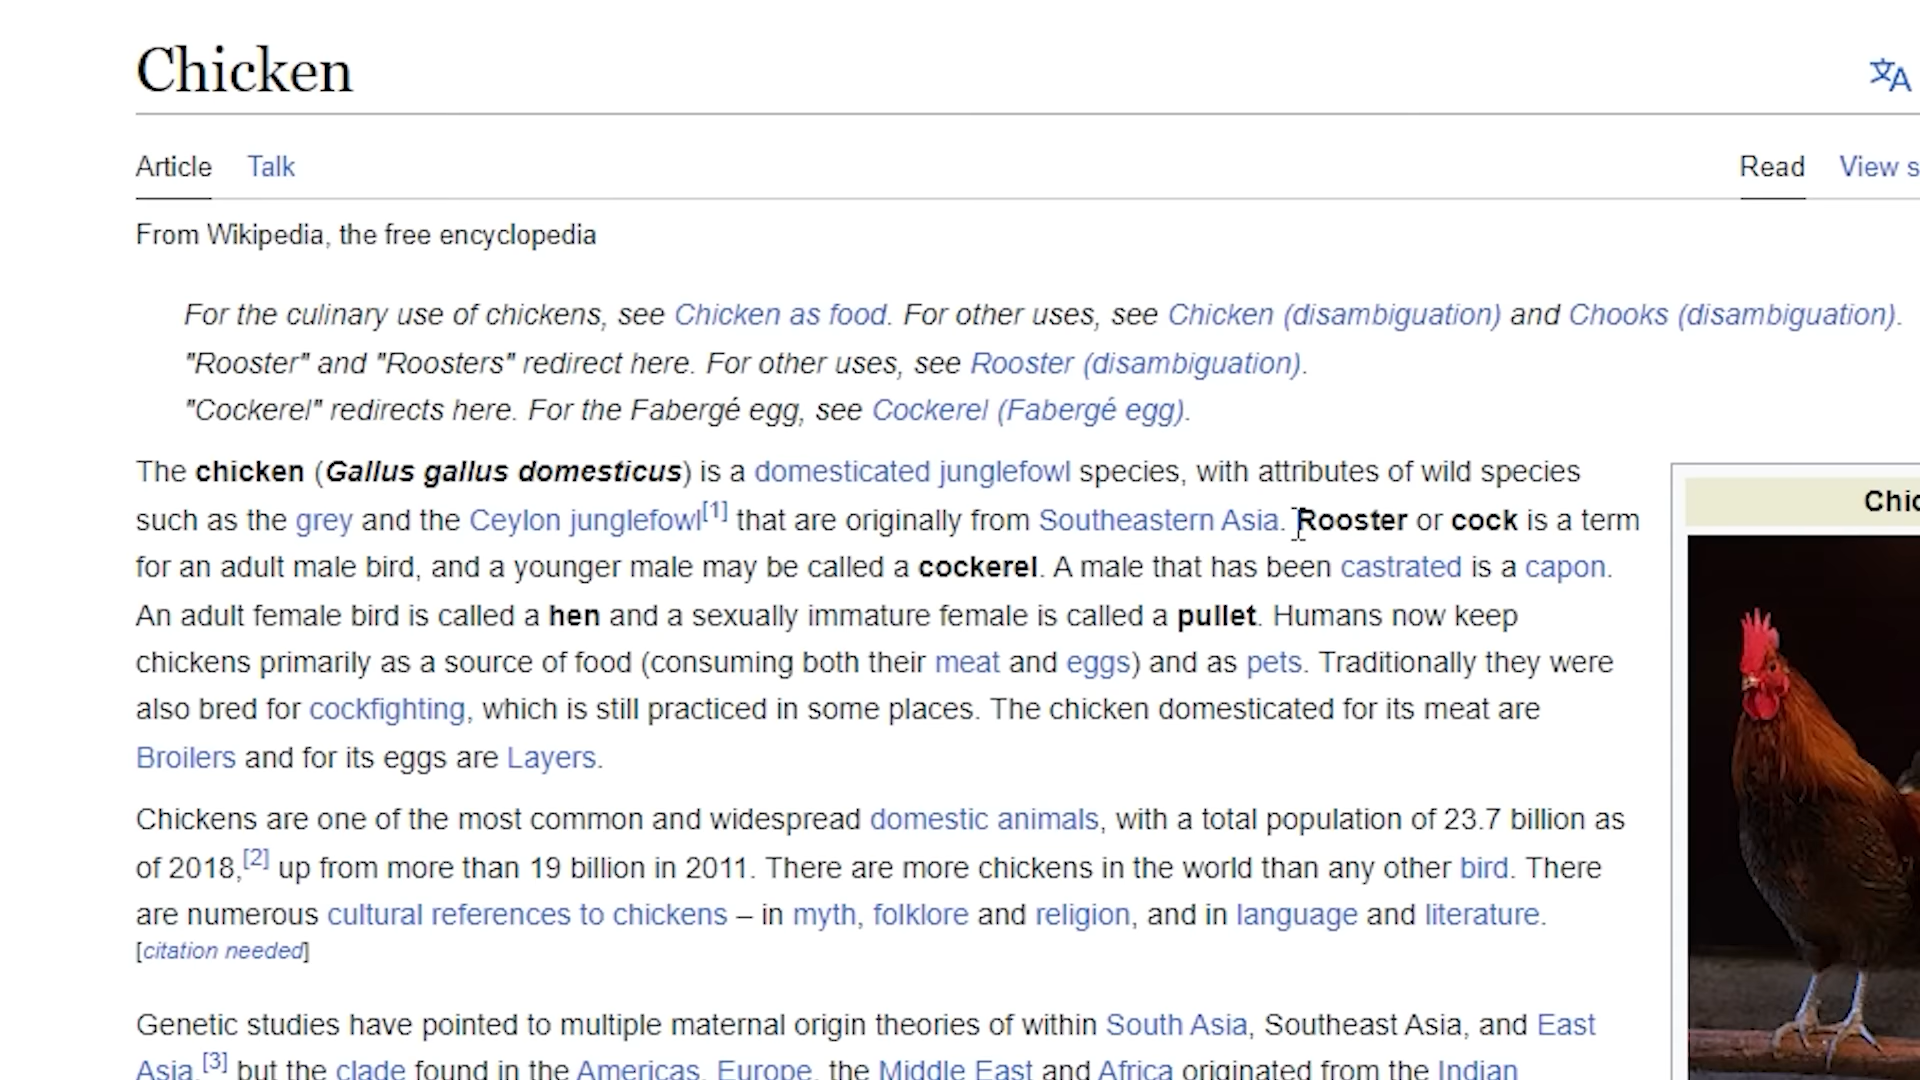 Chicken
文A
Article Talk Read View s
From Wikipedia, the free encyclopedia
For the culinary use of chickens, see Chicken as food. For other uses, see Chicken (disambiguation) and Chooks (disambiguation).
"Rooster" and "Roosters" redirect here. For other uses, see Rooster (disambiguation).
"Cockerel" redirects here. For the Fabergé egg, see Cockerel (Fabergé egg).
The chicken (Gallus gallus domesticus) is a domesticated junglefowl species, with attributes of wild species
such as the grey and the Ceylon junglefowl[1] that are originally from Southeastern Asia. Rooster or cock is a term
for an adult male bird, and a younger male may be called a cockerel. A male that has been castrated is a capon.
An adult female bird is called a hen and a sexually immature female is called a pullet. Humans now keep
chickens primarily as a source of food (consuming both their meat and eggs) and as pets. Traditionally they were
also bred for cockfighting, which is still practiced in some places. The chicken domesticated for its meat are
Broilers and for its eggs are Layers.
Chickens are one of the most common and widespread domestic animals, with a total population of 23.7 billion as
of 2018,[2] up from more than 19 billion in 2011. There are more chickens in the world than any other bird. There
are numerous cultural references to chickens – in myth, folklore and religion, and in language and literature.
[citation needed]
Genetic studies have pointed to multiple maternal origin theories of within South Asia, Southeast Asia, and East
Asia,[3] but the clade found in the Americas, Europe, the Middle East and Africa originated from the Indian
Chic